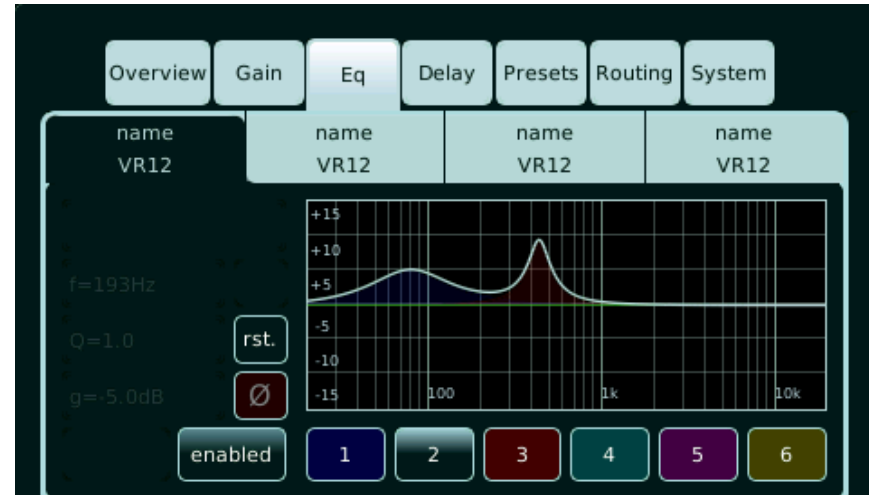 Overview Gain Eq Delay Presets Routing System
name name name name
VR12 VR12 VR12 VR12
+15
+10
f=193Hz +5
Q=1.0 rst. -5
-10
g=-5.0dB Ø -15 100 1k 10k
enabled 1 2 3 4 5 6